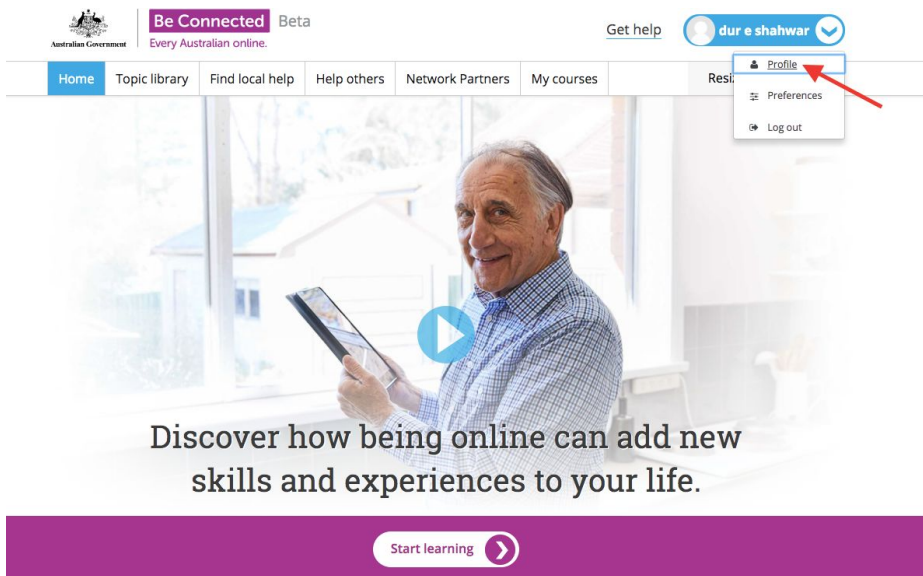 Australian Government
Be Connected Beta
Every Australian online.
Get help
dur e shahwar
Home Topic library Find local help Help others Network Partners My courses
Profile
Preferences
Log out
Discover how being online can add new
skills and experiences to your life.
Start learning